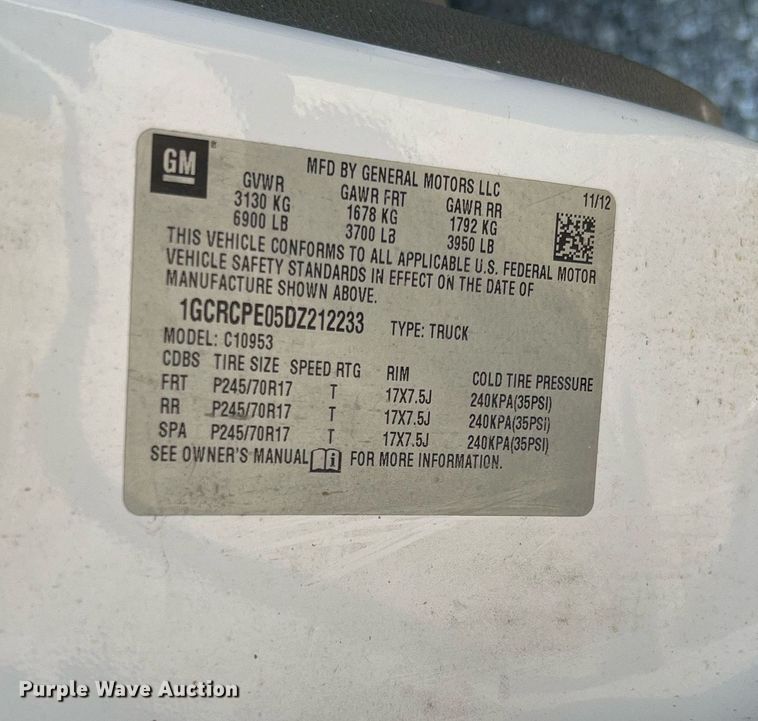 GM
MFD BY GENERAL MOTORS LLC
11/12
GVWR GAWR FRT GAWR RR
3130 KG 1678 KG 1792 KG
6900 LB 3700 LB 3950 LB
THIS VEHICLE CONFORMS TO ALL APPLICABLE U.S. FEDERAL MOTOR
VEHICLE SAFETY STANDARDS IN EFFECT ON THE DATE OF
MANUFACTURE SHOWN ABOVE.
1GCRCPE05DZ212233 TYPE: TRUCK
MODEL: C10953
CDBS TIRE SIZE SPEED RTG RIM COLD TIRE PRESSURE
FRT P245/70R17 T 17X7.5J 240KPA(35PSI)
RR P245/70R17 T 17X7.5J 240KPA(35PSI)
SPA P245/70R17 T 17X7.5J 240KPA(35PSI)
SEE OWNER'S MANUAL i FOR MORE INFORMATION.
Purple Wave Auction